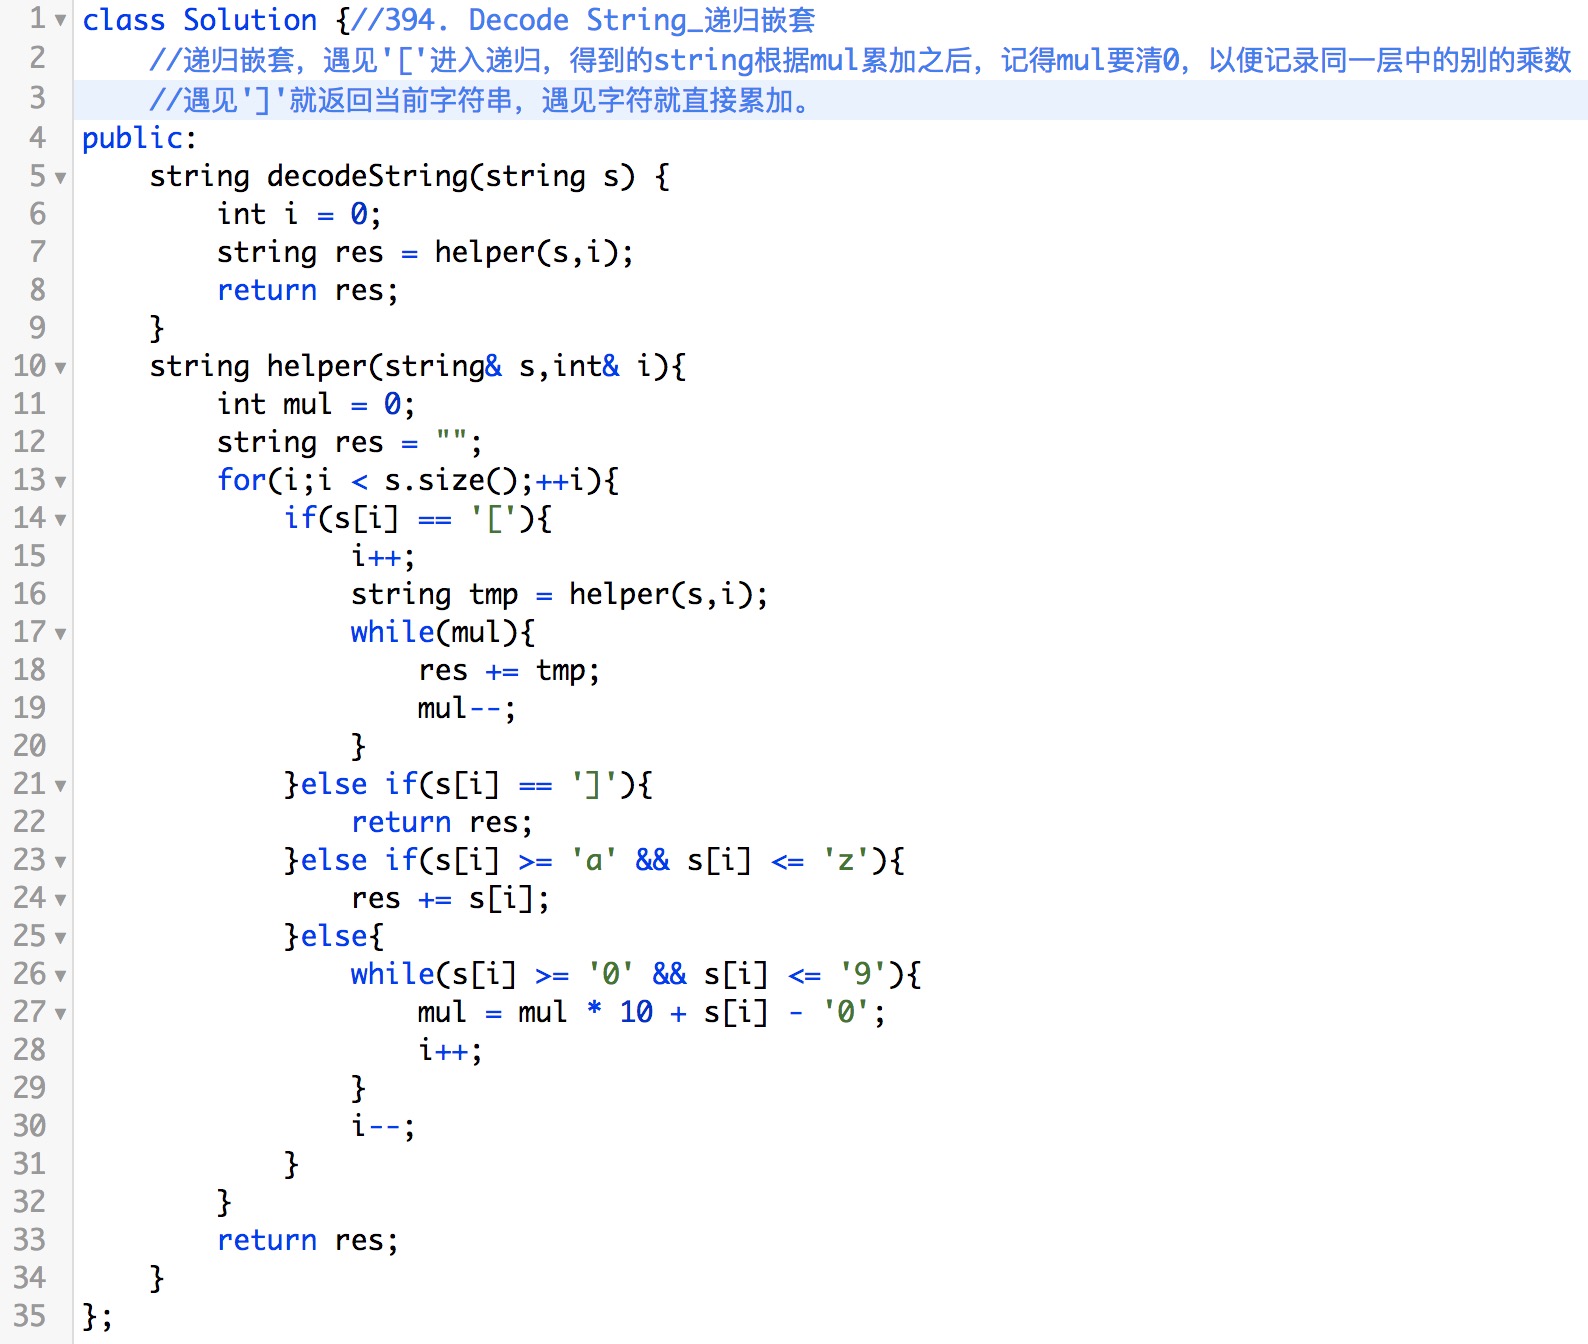 1 class Solution {//394. Decode String_递归嵌套
2     //递归嵌套，遇见'['进入递归，得到的string根据mul累加之后，记得mul要清0，以便记录同一层中的别的乘数
3     //遇见']'就返回当前字符串，遇见字符就直接累加。
4 public:
5     string decodeString(string s) {
6         int i = 0;
7         string res = helper(s,i);
8         return res;
9     }
10     string helper(string& s,int& i){
11         int mul = 0;
12         string res = "";
13         for(i;i < s.size();++i){
14             if(s[i] == '['){
15                 i++;
16                 string tmp = helper(s,i);
17                 while(mul){
18                     res += tmp;
19                     mul--;
20                 }
21             }else if(s[i] == ']'){
22                 return res;
23             }else if(s[i] >= 'a' && s[i] <= 'z'){
24                 res += s[i];
25             }else{
26                 while(s[i] >= '0' && s[i] <= '9'){
27                     mul = mul * 10 + s[i] - '0';
28                     i++;
29                 }
30                 i--;
31             }
32         }
33         return res;
34     }
35 };